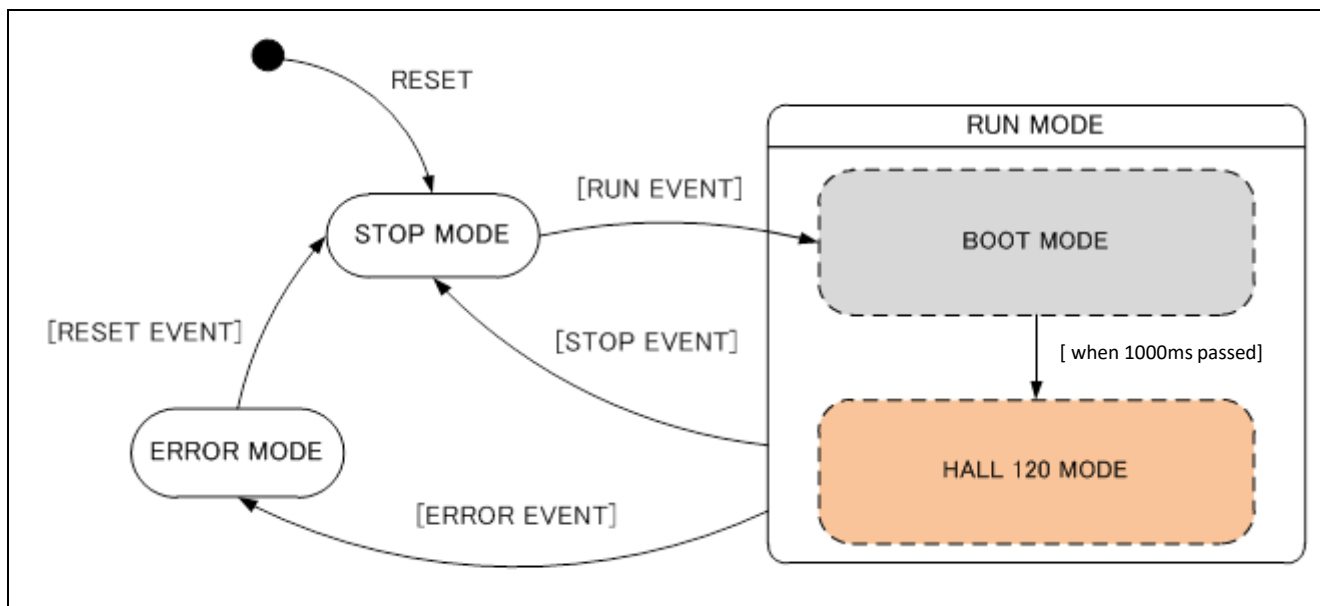 RESET
RUN MODE
[RUN EVENT]
STOP MODE
BOOT MODE
[RESET EVENT]
[STOP EVENT]
[ when 1000ms passed]
ERROR MODE
HALL 120 MODE
[ERROR EVENT]